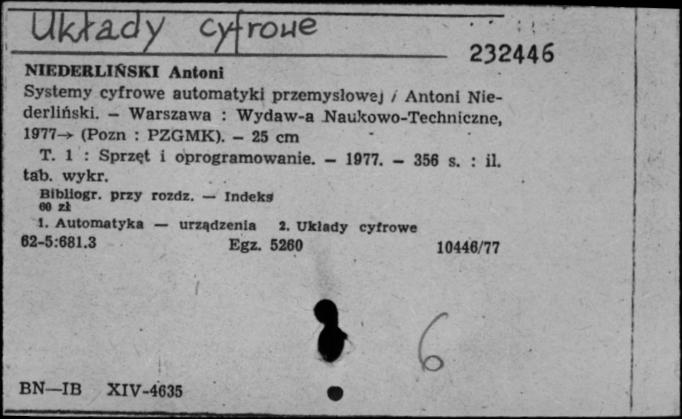 Układy cyfrowe
232446
NIEDERLIŃSKI Antoni
Systemy cyfrowe automatyki przemysłowej / Antoni Nie-
derliński. — Warszawa : Wydaw-a Naukowo-Techniczne,
1977→ (Pozn : PZGMK). — 25 cm
T. 1 : Sprzęt i oprogramowanie. — 1977. — 356 s. : il.
tab. wykr.
Bibliogr. przy rozdz. — Indeks
60 zł
1. Automatyka — urządzenia 2. Układy cyfrowe
62-5:681.3 Egz. 5260 10446/77
6
BN—IB XIV-4635